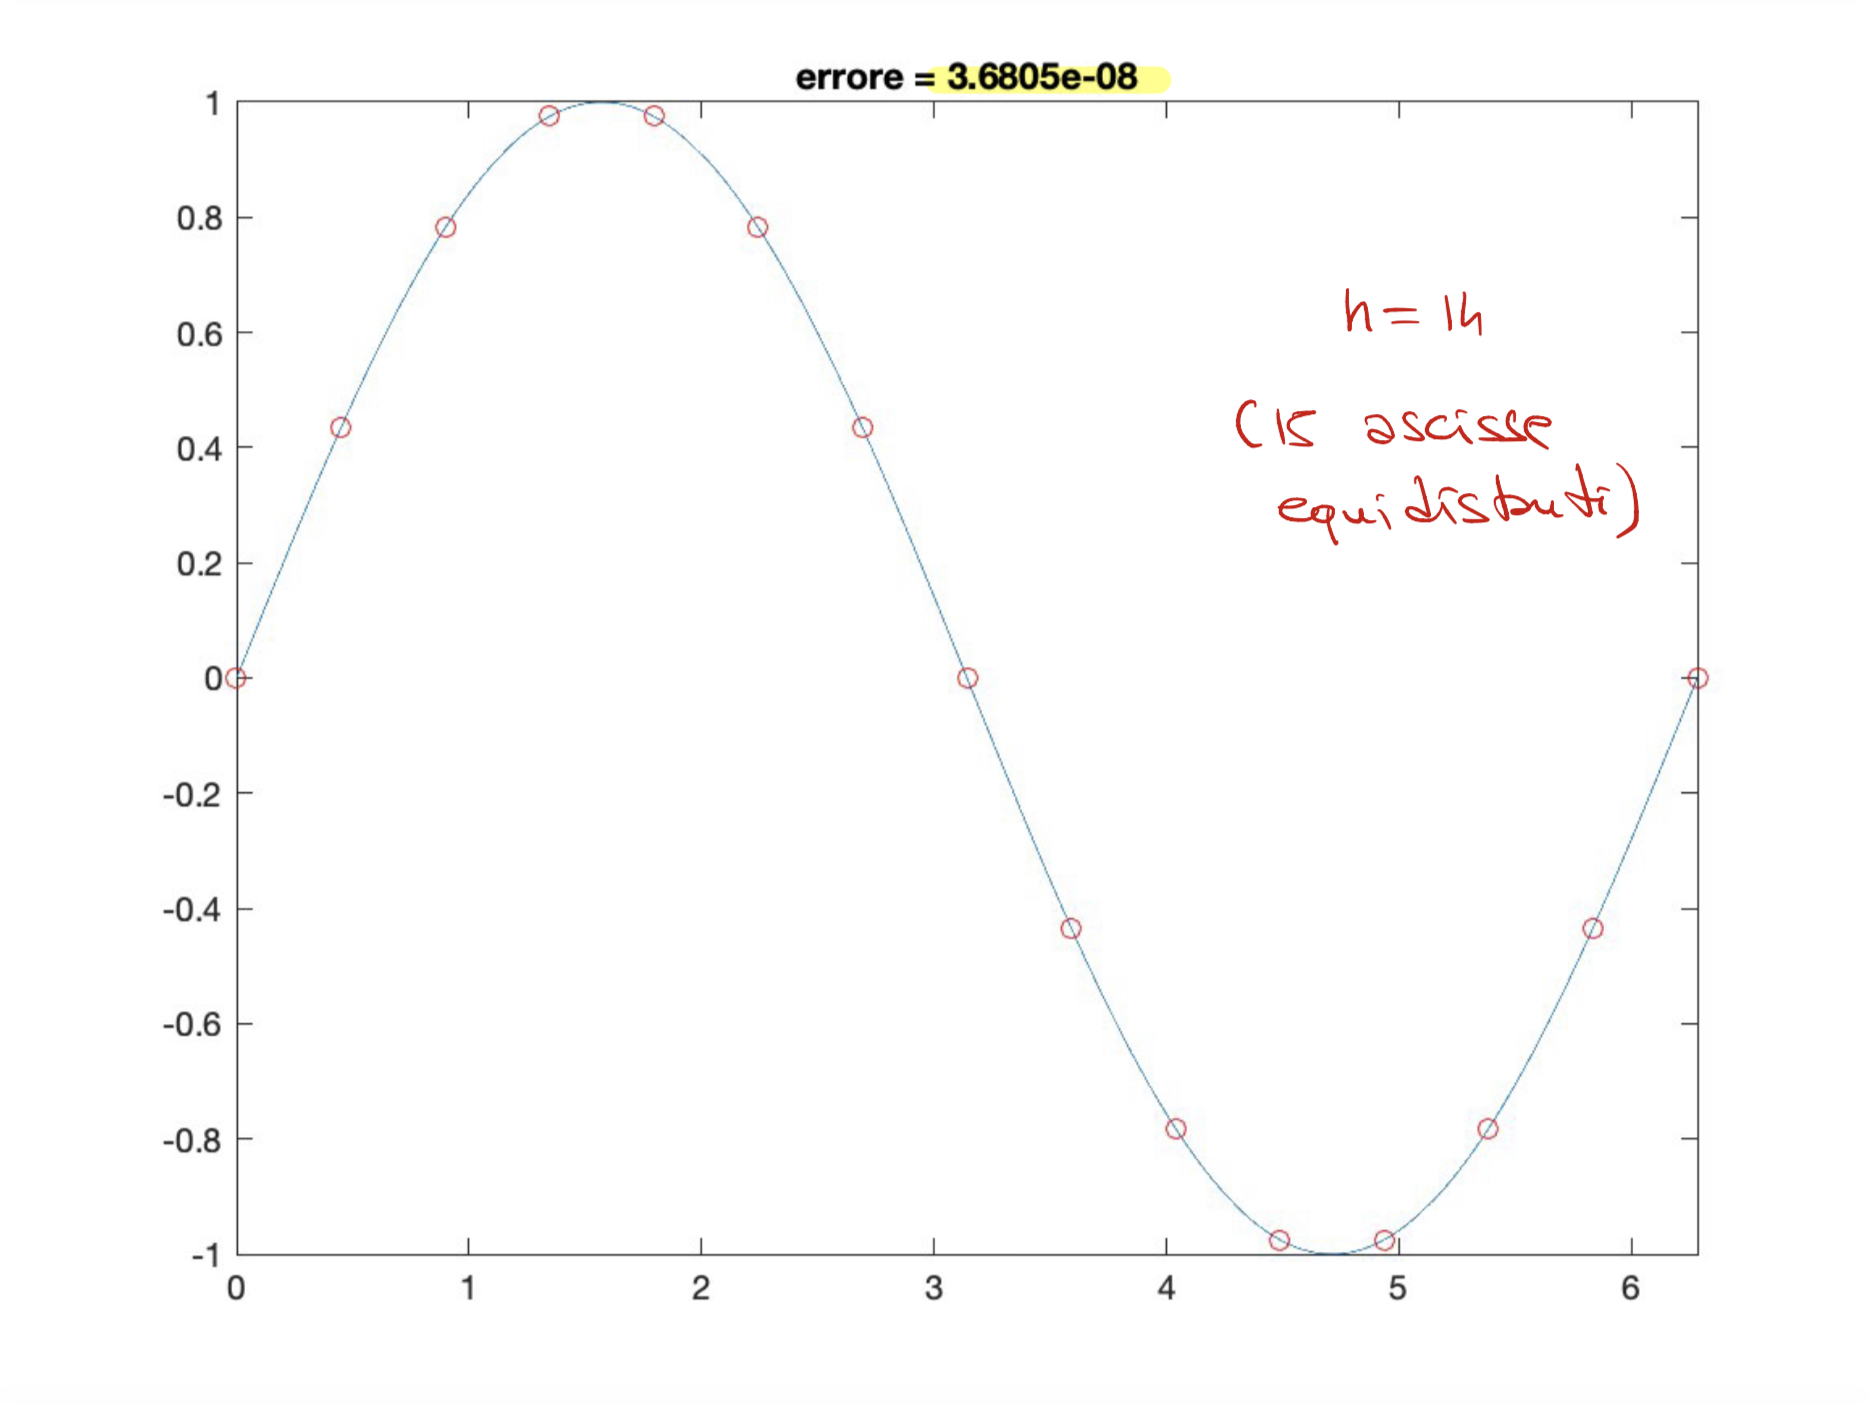 errore = 3.6805e-08
1
0.8
0.6
n = 14
0.4
(15 ascisse
equidistanti)
0.2
0
-0.2
-0.4
-0.6
-0.8
-1
0 1 2 3 4 5 6